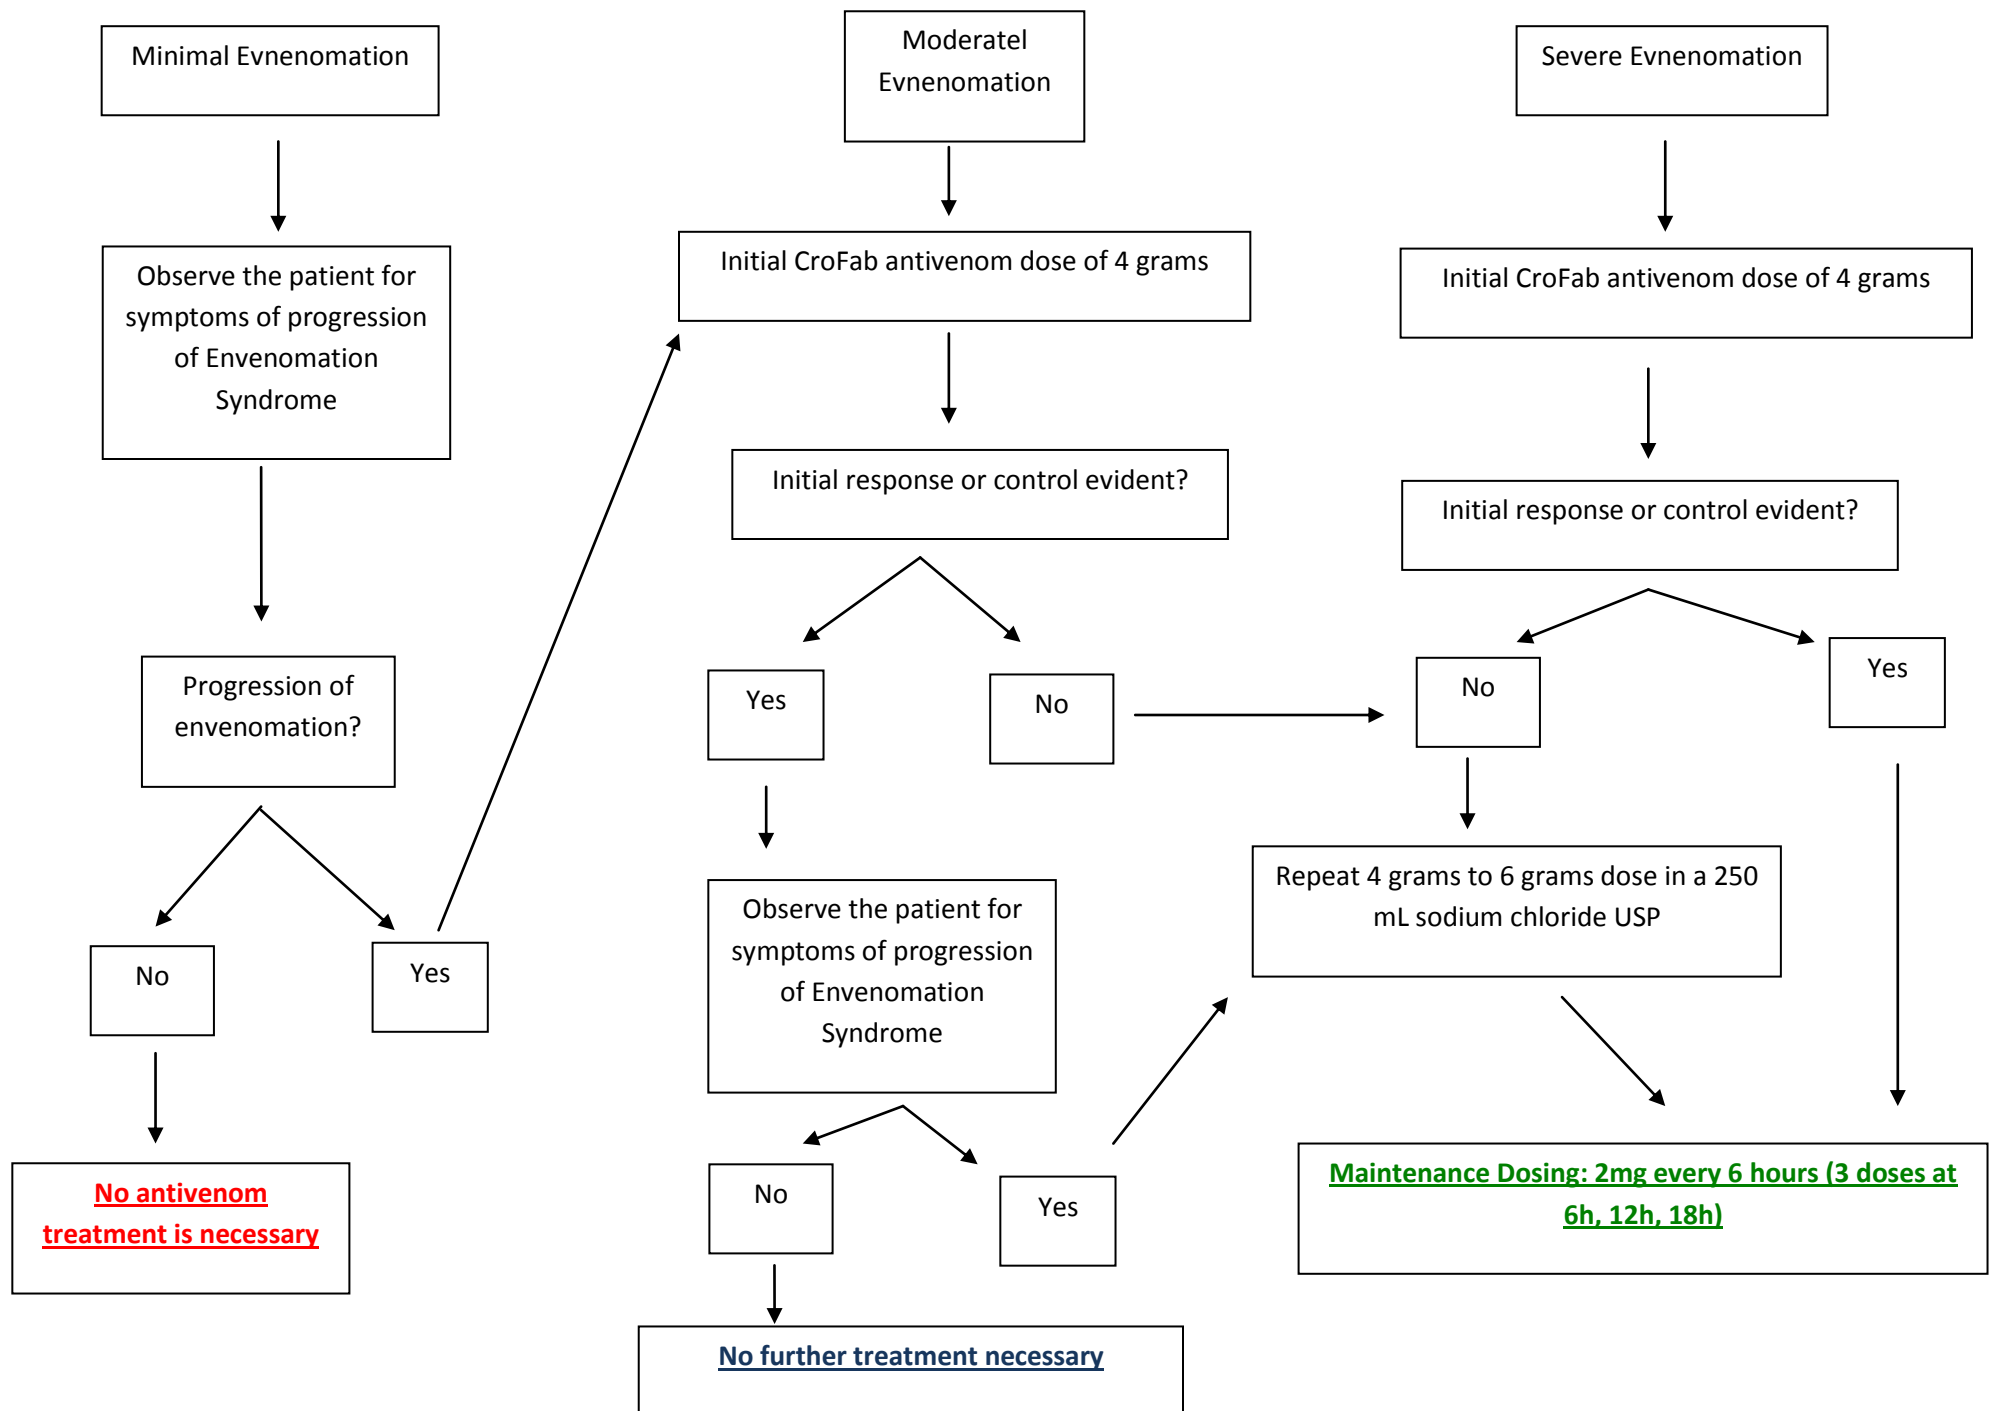 Minimal Evnenomation
Observe the patient for
symptoms of progression
of Envenomation
Syndrome
Progression of
envenomation?
No
Yes
No antivenom
treatment is necessary
Moderatel
Evnenomation
Initial CroFab antivenom dose of 4 grams
Initial response or control evident?
Yes
No
Observe the patient for
symptoms of progression
of Envenomation
Syndrome
No
Yes
No further treatment necessary
Severe Evnenomation
Initial CroFab antivenom dose of 4 grams
Initial response or control evident?
No
Yes
Repeat 4 grams to 6 grams dose in a 250
mL sodium chloride USP
Maintenance Dosing: 2mg every 6 hours (3 doses at
6h, 12h, 18h)